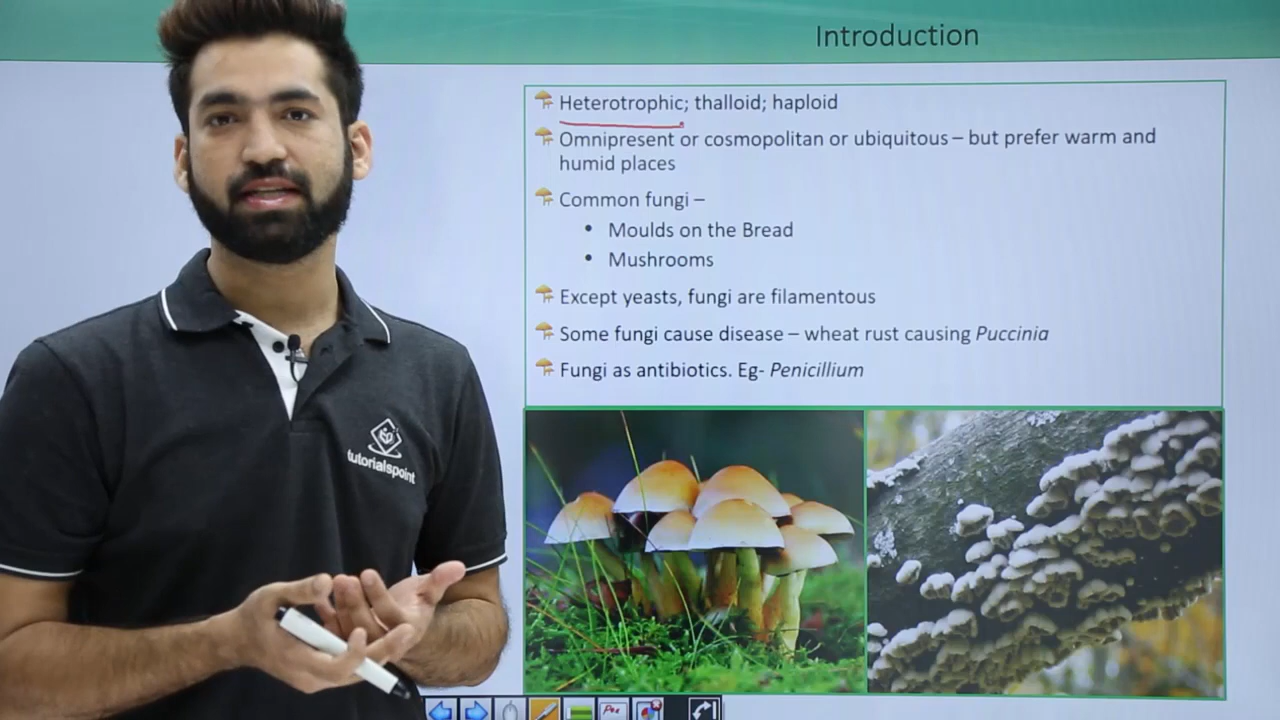 Introduction
Heterotrophic; thalloid; haploid
Omnipresent or cosmopolitan or ubiquitous – but prefer warm and
humid places
Common fungi –
• Moulds on the Bread
• Mushrooms
Except yeasts, fungi are filamentous
Some fungi cause disease – wheat rust causing Puccinia
Fungi as antibiotics. Eg- Penicillium
tutorialspoint
Pen